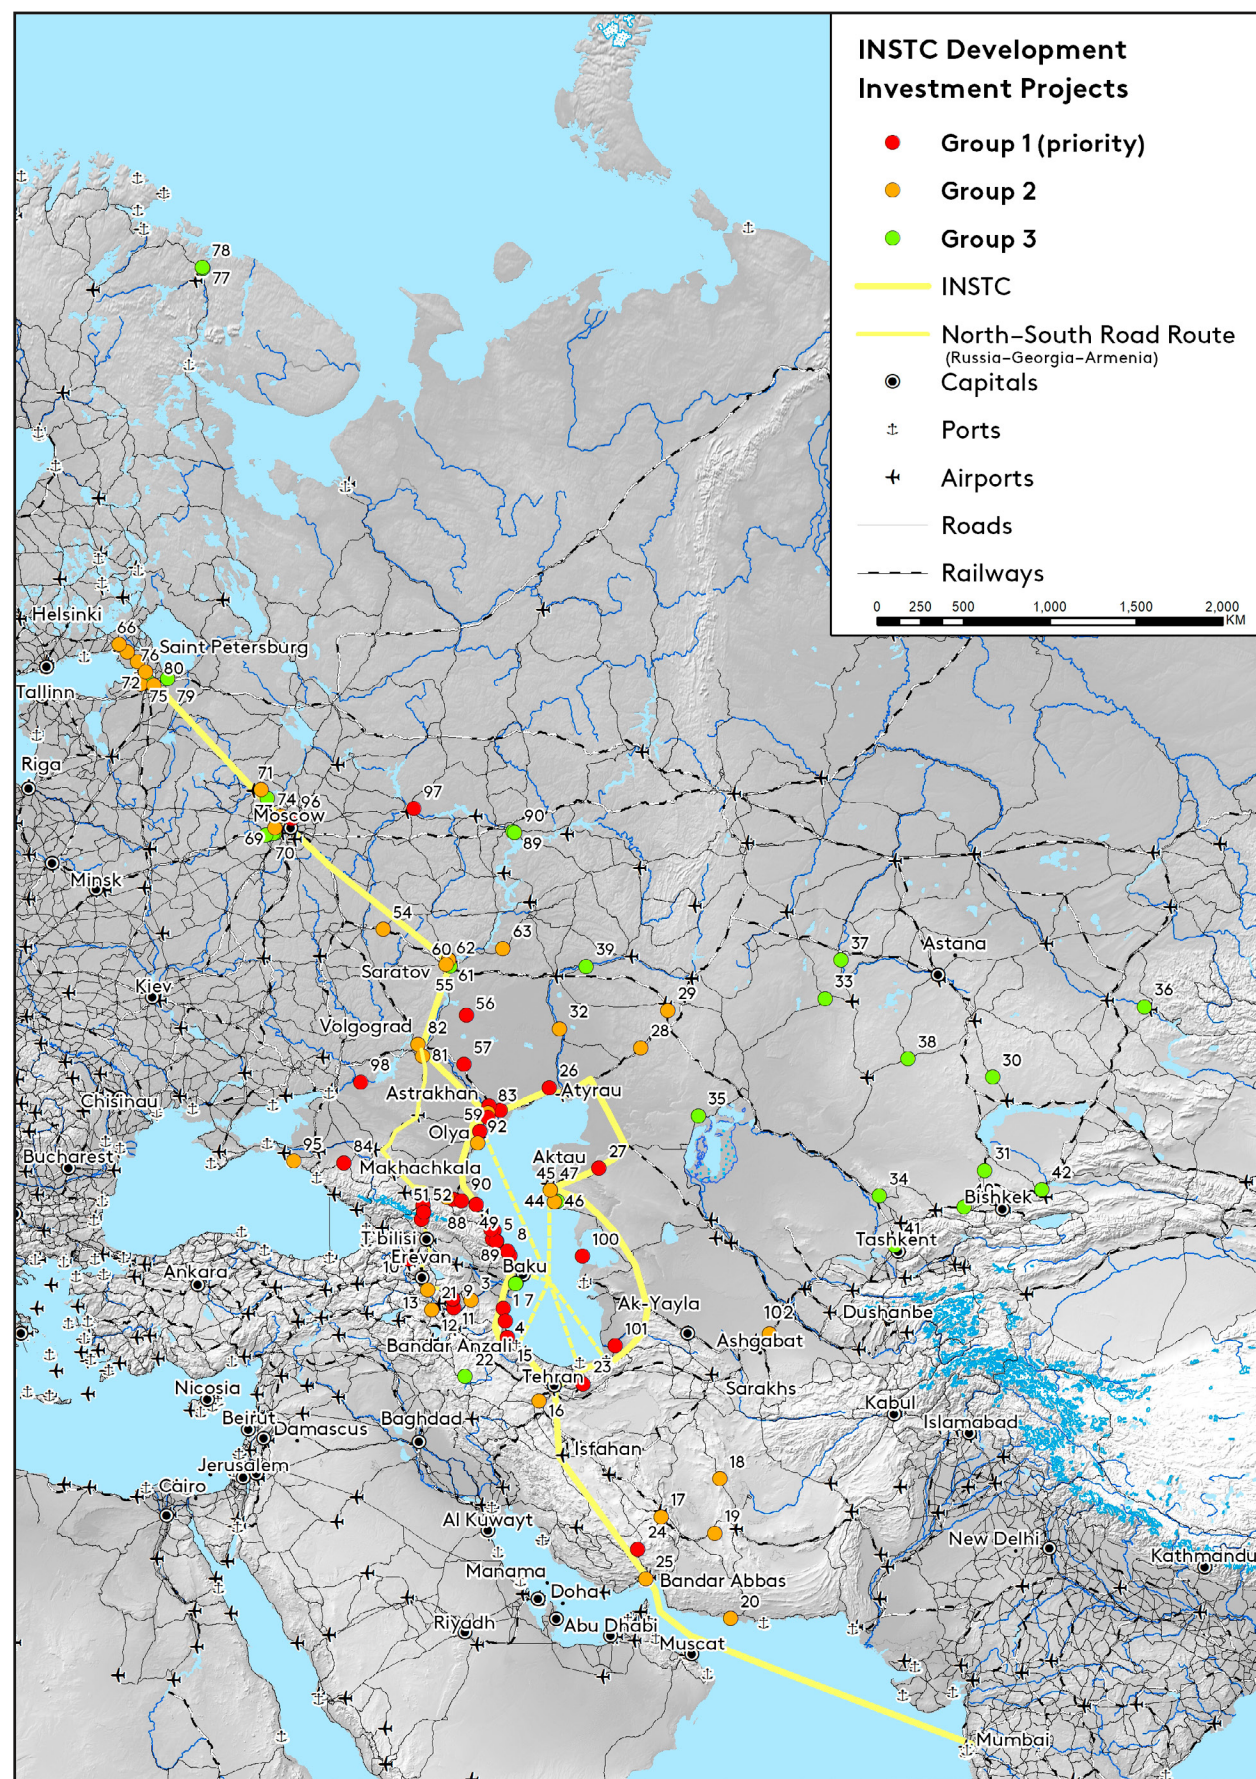 INSTC Development
Investment Projects
Group 1 (priority)
Group 2
Group 3
INSTC
North–South Road Route
(Russia–Georgia–Armenia)
Capitals
Ports
Airports
Roads
Railways
0 250 500 1,000 1,500 2,000
KM
78
77
Helsinki
66
76 Saint Petersburg
80
72 75 79
Tallinn
Riga
71
74 96
Moscow
69
70
97
90
89
Minsk
54
63
60 62
Saratov
61
55
39
37
Astana
33
36
Kiev
56
Volgograd
82
81
32
29
28
57
38
30
98
26
Astrakhan
83
Atyrau
59
92
Olya
35
Chisinau
Bucharest
95
84
Makhachkala
Aktau
27
45 47
44 46
31
42
34
Bishkek
90
51 52
88
49 5
8
89
41
Tashkent
100
Tbilisi
Erevan
Baku
Ankara
3
21 9
13
12 11
1 7
4
Bandar Anzali
15
22
Ak-Yayla
101
Ashgabat
102
Dushanbe
23
Tehran
16
Sarakhs
Nicosia
Beirut
Damascus
Baghdad
Kabul
Islamabad
Jerusalem
Cairo
Isfahan
18
17
19
24
Al Kuwayt
25
New Delhi
Kathmandu
Manama
Doha
Bandar Abbas
20
Riyadh
Abu Dhabi
Muscat
Mumbai